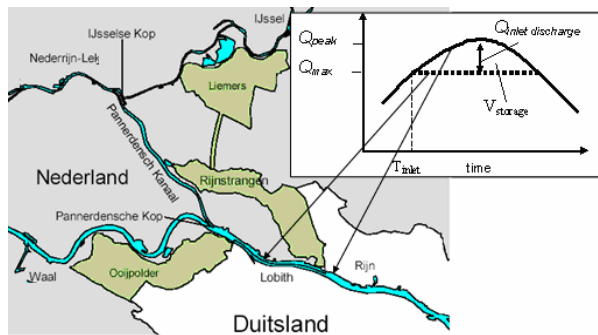 IJsselse Kop
IJssel
Nederrijn-Lek
Liemers
Pannerdensch Kanaal
Nederland
Rijnstrangen
Pannerdensche Kop
Waal
Ooijpolder
Lobith
Rijn
Duitsland
Qpeak
Qinlet discharge
Qmax
Vstorage
Tinlet
time